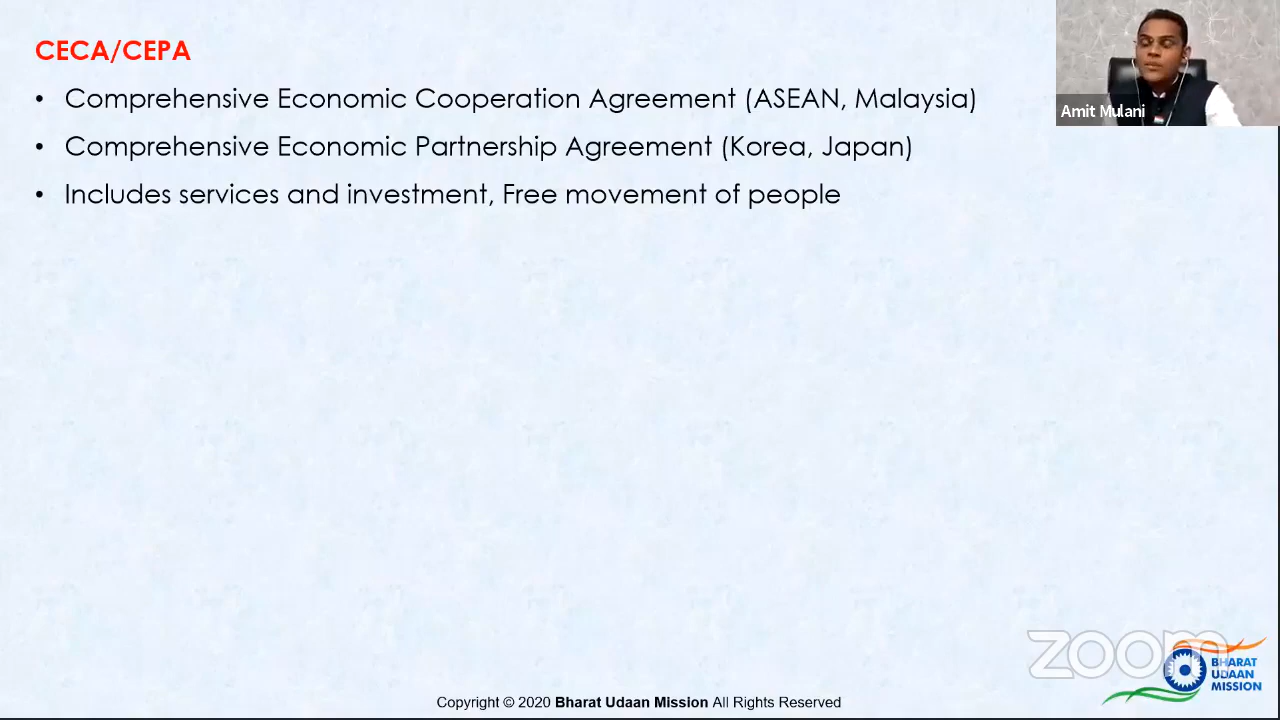 CECA/CEPA
• Comprehensive Economic Cooperation Agreement (ASEAN, Malaysia)
• Comprehensive Economic Partnership Agreement (Korea, Japan)
• Includes services and investment, Free movement of people
Amit Mulani
zoom
BHARAT
UDAAN
MISSION
Copyright © 2020 Bharat Udaan Mission All Rights Reserved